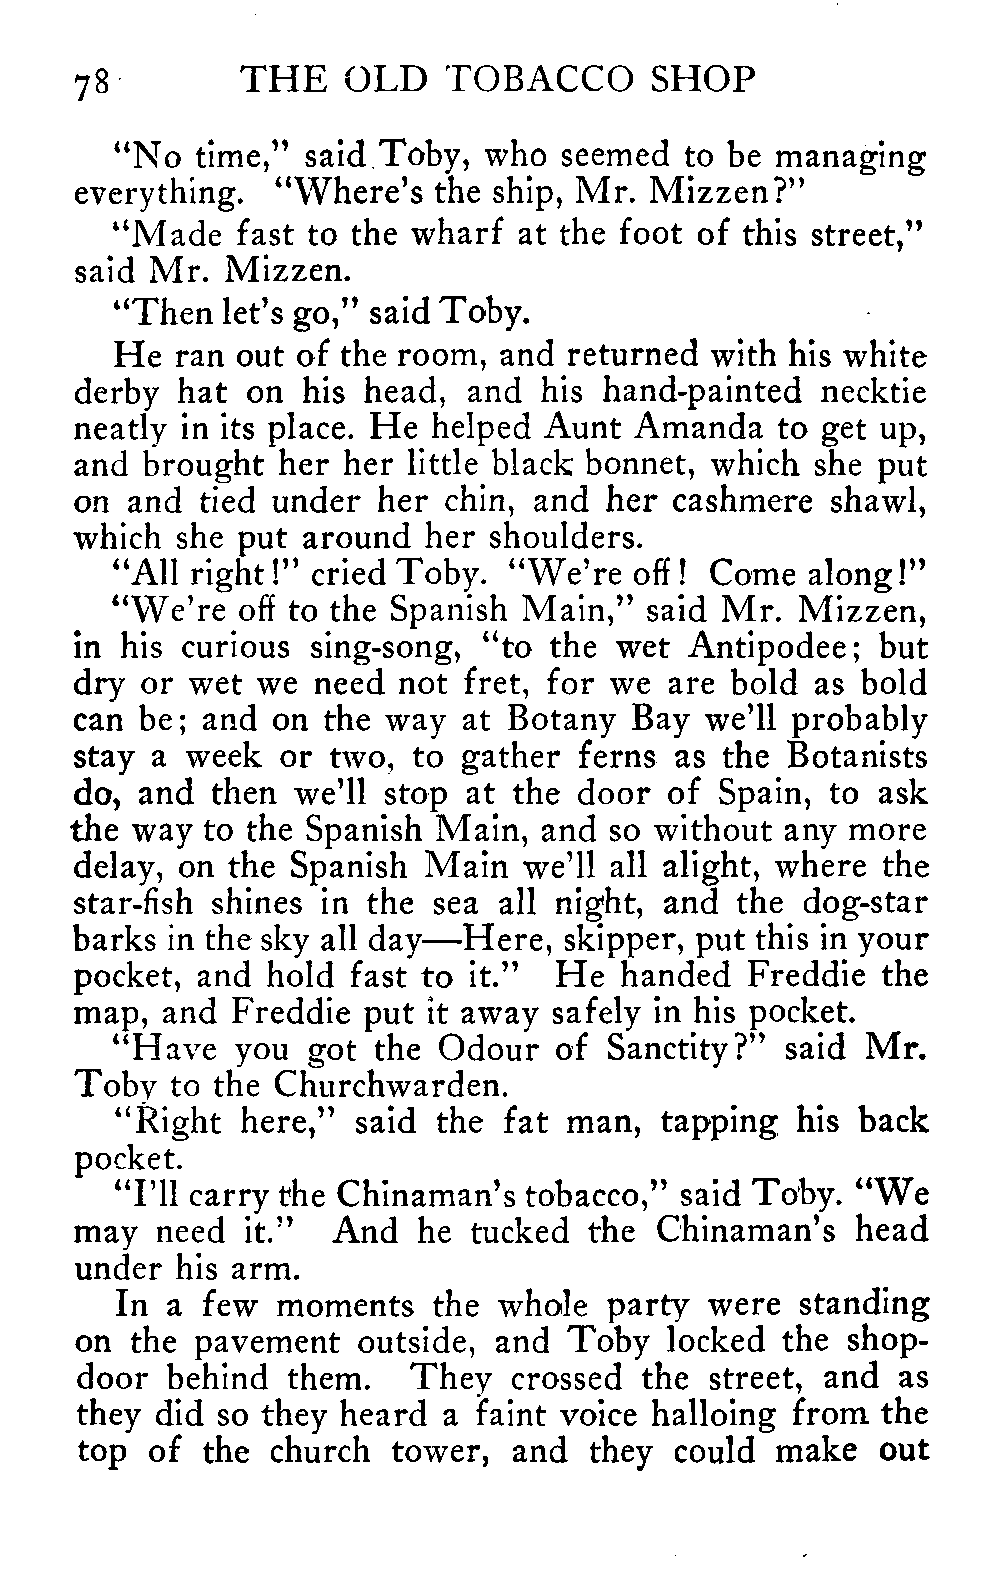 78 THE OLD TOBACCO SHOP
“No time,” said Toby, who seemed to be managing
everything. “Where’s the ship, Mr. Mizzen?”
“Made fast to the wharf at the foot of this street,”
said Mr. Mizzen.
“Then let’s go,” said Toby.
He ran out of the room, and returned with his white
derby hat on his head, and his hand-painted necktie
neatly in its place. He helped Aunt Amanda to get up,
and brought her her little black bonnet, which she put
on and tied under her chin, and her cashmere shawl,
which she put around her shoulders.
“All right!” cried Toby. “We’re off! Come along!”
“We’re off to the Spanish Main,” said Mr. Mizzen,
in his curious sing-song, “to the wet Antipodee; but
dry or wet we need not fret, for we are bold as bold
can be; and on the way at Botany Bay we’ll probably
stay a week or two, to gather ferns as the Botanists
do, and then we’ll stop at the door of Spain, to ask
the way to the Spanish Main, and so without any more
delay, on the Spanish Main we’ll all alight, where the
star-fish shines in the sea all night, and the dog-star
barks in the sky all day—Here, skipper, put this in your
pocket, and hold fast to it.” He handed Freddie the
map, and Freddie put it away safely in his pocket.
“Have you got the Odour of Sanctity?” said Mr.
Toby to the Churchwarden.
“Right here,” said the fat man, tapping his back
pocket.
“I’ll carry the Chinaman’s tobacco,” said Toby. “We
may need it.” And he tucked the Chinaman’s head
under his arm.
In a few moments the whole party were standing
on the pavement outside, and Toby locked the shop-
door behind them. They crossed the street, and as
they did so they heard a faint voice halloing from the
top of the church tower, and they could make out